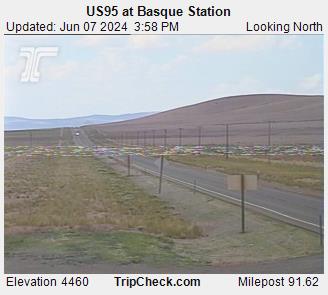 US95 at Basque Station
Updated: Jun 07 2024 3:58 PM Looking North
Elevation 4460 TripCheck.com Milepost 91.62